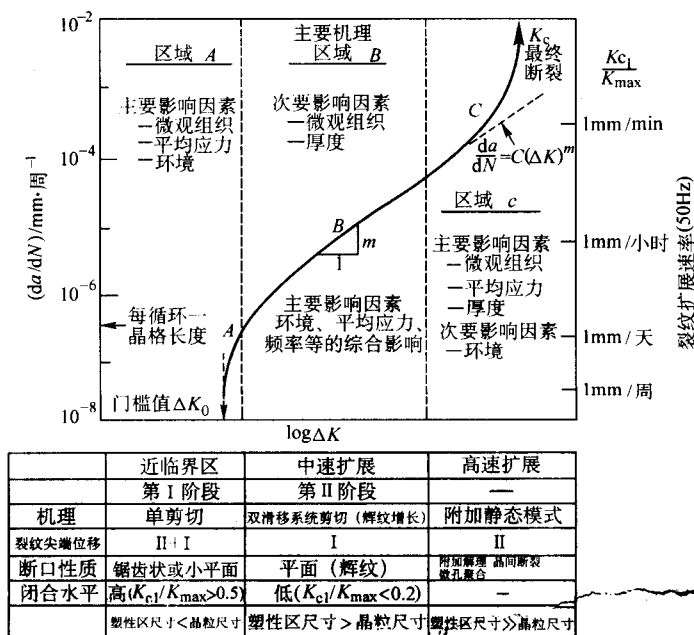 主要机理
区域 A
区域 B
K_c
最终
断裂
Kc_1
K_max
10^-2
10^-4
10^-6
10^-8
(da/dN)/mm·周^-1
主要影响因素
—微观组织
—平均应力
—环境
次要影响因素
—微观组织
—厚度
C
da/dN=C(ΔK)^m
1mm/min
1mm/小时
1mm/天
1mm/周
裂纹扩展速率(50Hz)
区域 c
主要影响因素
—微观组织
—平均应力
—厚度
次要影响因素
—环境
B
m
1
主要影响因素
环境、平均应力、
频率等的综合影响
每循环一
晶格长度
A
门槛值ΔK_0
logΔK
近临界区 中速扩展 高速扩展
第Ⅰ阶段 第Ⅱ阶段 —
机理 单剪切 双滑移系统剪切(辉纹增长) 附加静态模式
裂纹尖端位移 Ⅱ+Ⅰ Ⅰ Ⅱ
断口性质 锯齿状或小平面 平面(辉纹) 附加解理 晶间断裂
微孔聚合
闭合水平 高(K_c1/K_max>0.5) 低(K_c1/K_max<0.2) —
塑性区尺寸<晶粒尺寸 塑性区尺寸>晶粒尺寸 塑性区尺寸≫晶粒尺寸